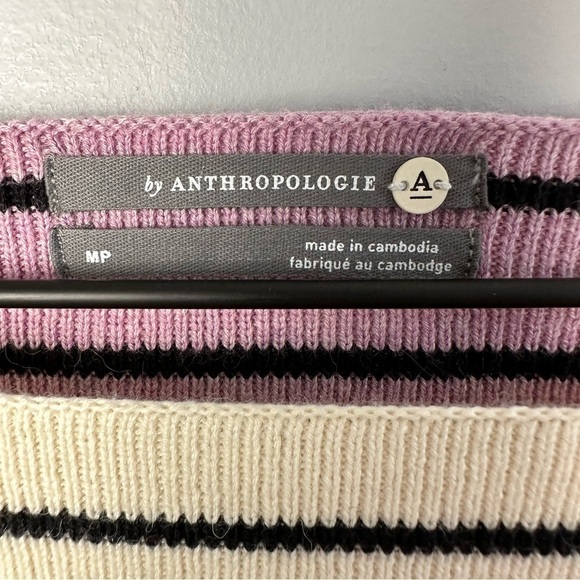 by ANTHROPOLOGIE A
MP
made in cambodia
fabriqué au cambodge